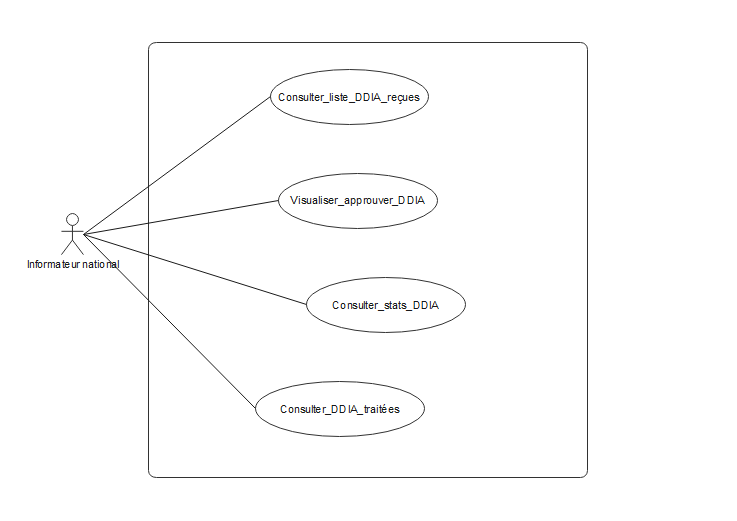 Consulter_liste_DDIA_reçues
Visualiser_approuver_DDIA
Informateur national
Consulter_stats_DDIA
Consulter_DDIA_traitées